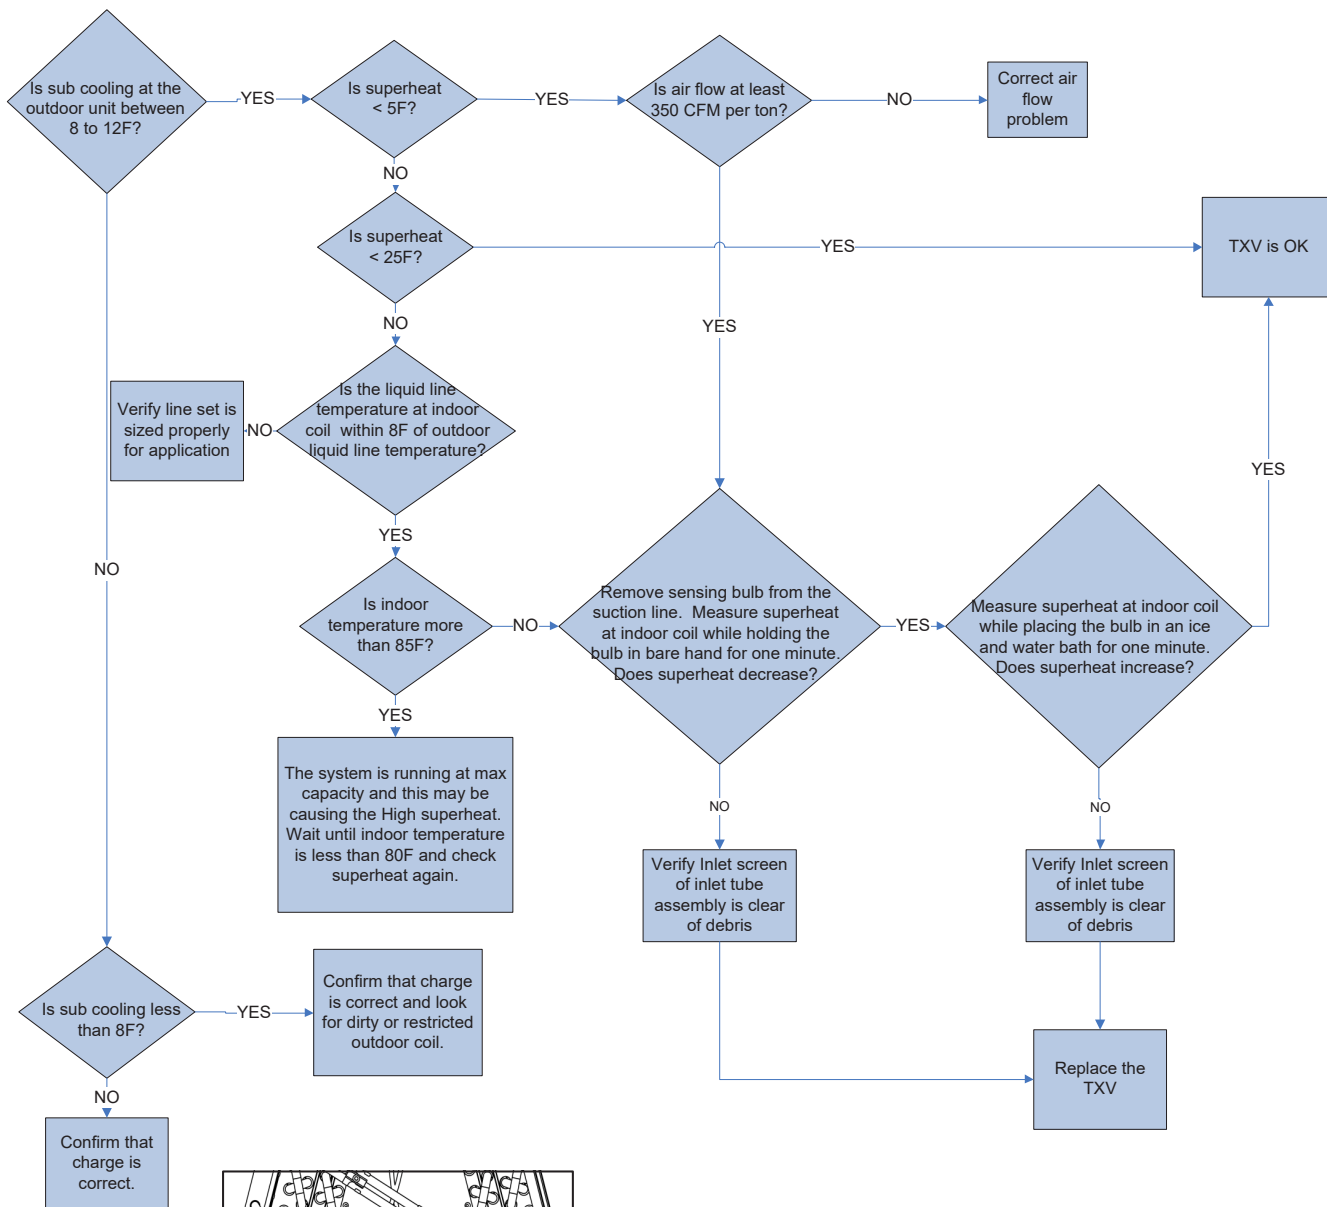 Is sub cooling at the
outdoor unit between
8 to 12F?
YES
Is superheat
< 5F?
YES
Is air flow at least
350 CFM per ton?
NO
Correct air
flow
problem
NO
Is superheat
< 25F?
YES
TXV is OK
NO
YES
Is the liquid line
temperature at indoor
coil within 8F of outdoor
liquid line temperature?
NO
Verify line set is
sized properly
for application
YES
YES
NO
Is indoor
temperature more
than 85F?
NO
Remove sensing bulb from the
suction line. Measure superheat
at indoor coil while holding the
bulb in bare hand for one minute.
Does superheat decrease?
YES
Measure superheat at indoor coil
while placing the bulb in an ice
and water bath for one minute.
Does superheat increase?
YES
The system is running at max
capacity and this may be
causing the High superheat.
Wait until indoor temperature
is less than 80F and check
superheat again.
NO
NO
Verify Inlet screen
of inlet tube
assembly is clear
of debris
Verify Inlet screen
of inlet tube
assembly is clear
of debris
Is sub cooling less
than 8F?
YES
Confirm that charge
is correct and look
for dirty or restricted
outdoor coil.
Replace the
TXV
NO
Confirm that
charge is
correct.